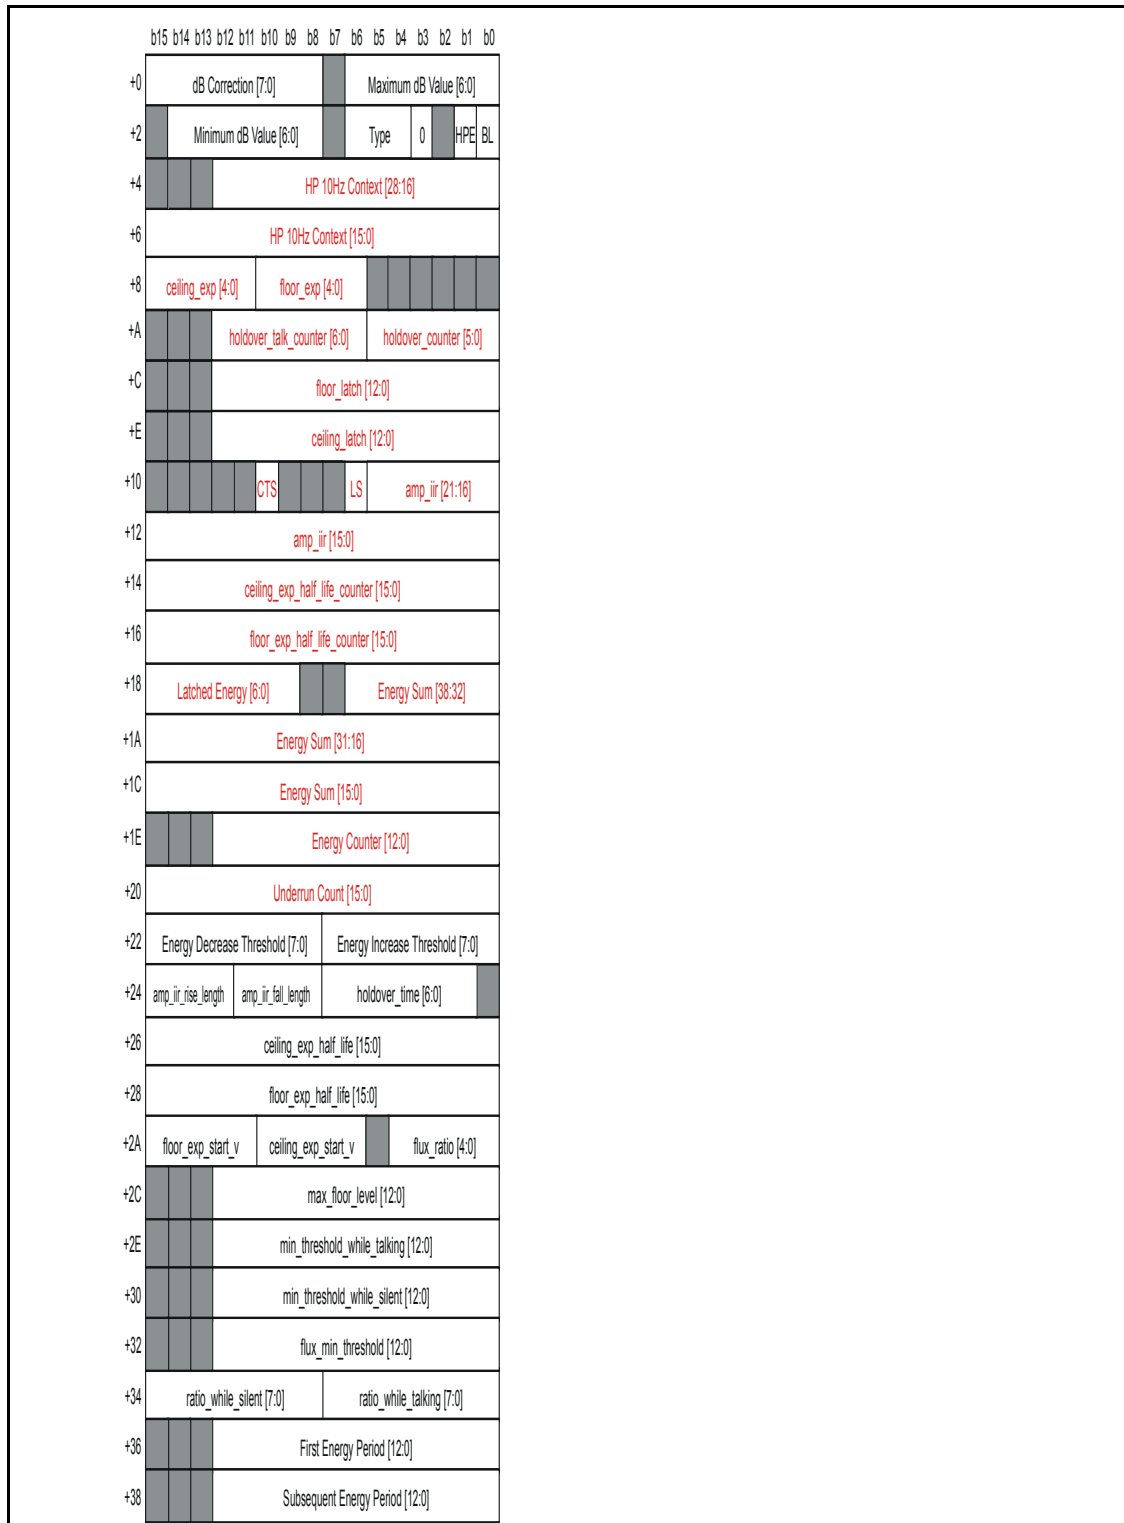 b15 b14 b13 b12 b11 b10 b9 b8 b7 b6 b5 b4 b3 b2 b1 b0
+0 dB Correction [7:0] Maximum dB Value [6:0]
+2 Minimum dB Value [6:0] Type 0 HPE BL
+4 HP 10Hz Context [28:16]
+6 HP 10Hz Context [15:0]
+8 ceiling_exp [4:0] floor_exp [4:0]
+A holdover_talk_counter [6:0] holdover_counter [5:0]
+C floor_latch [12:0]
+E ceiling_latch [12:0]
+10 CTS LS amp_iir [21:16]
+12 amp_iir [15:0]
+14 ceiling_exp_half_life_counter [15:0]
+16 floor_exp_half_life_counter [15:0]
+18 Latched Energy [6:0] Energy Sum [38:32]
+1A Energy Sum [31:16]
+1C Energy Sum [15:0]
+1E Energy Counter [12:0]
+20 Underrun Count [15:0]
+22 Energy Decrease Threshold [7:0] Energy Increase Threshold [7:0]
+24 amp_iir_rise_length amp_iir_fall_length holdover_time [6:0]
+26 ceiling_exp_half_life [15:0]
+28 floor_exp_half_life [15:0]
+2A floor_exp_start_v ceiling_exp_start_v flux_ratio [4:0]
+2C max_floor_level [12:0]
+2E min_threshold_while_talking [12:0]
+30 min_threshold_while_silent [12:0]
+32 flux_min_threshold [12:0]
+34 ratio_while_silent [7:0] ratio_while_talking [7:0]
+36 First Energy Period [12:0]
+38 Subsequent Energy Period [12:0]